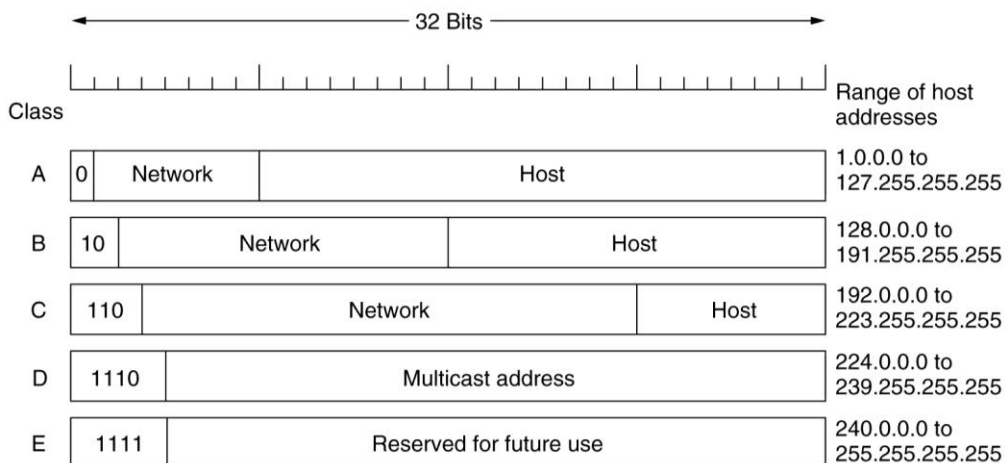 32 Bits
Class
Range of host
addresses
A
0
Network
Host
1.0.0.0 to
127.255.255.255
B
10
Network
Host
128.0.0.0 to
191.255.255.255
C
110
Network
Host
192.0.0.0 to
223.255.255.255
D
1110
Multicast address
224.0.0.0 to
239.255.255.255
E
1111
Reserved for future use
240.0.0.0 to
255.255.255.255